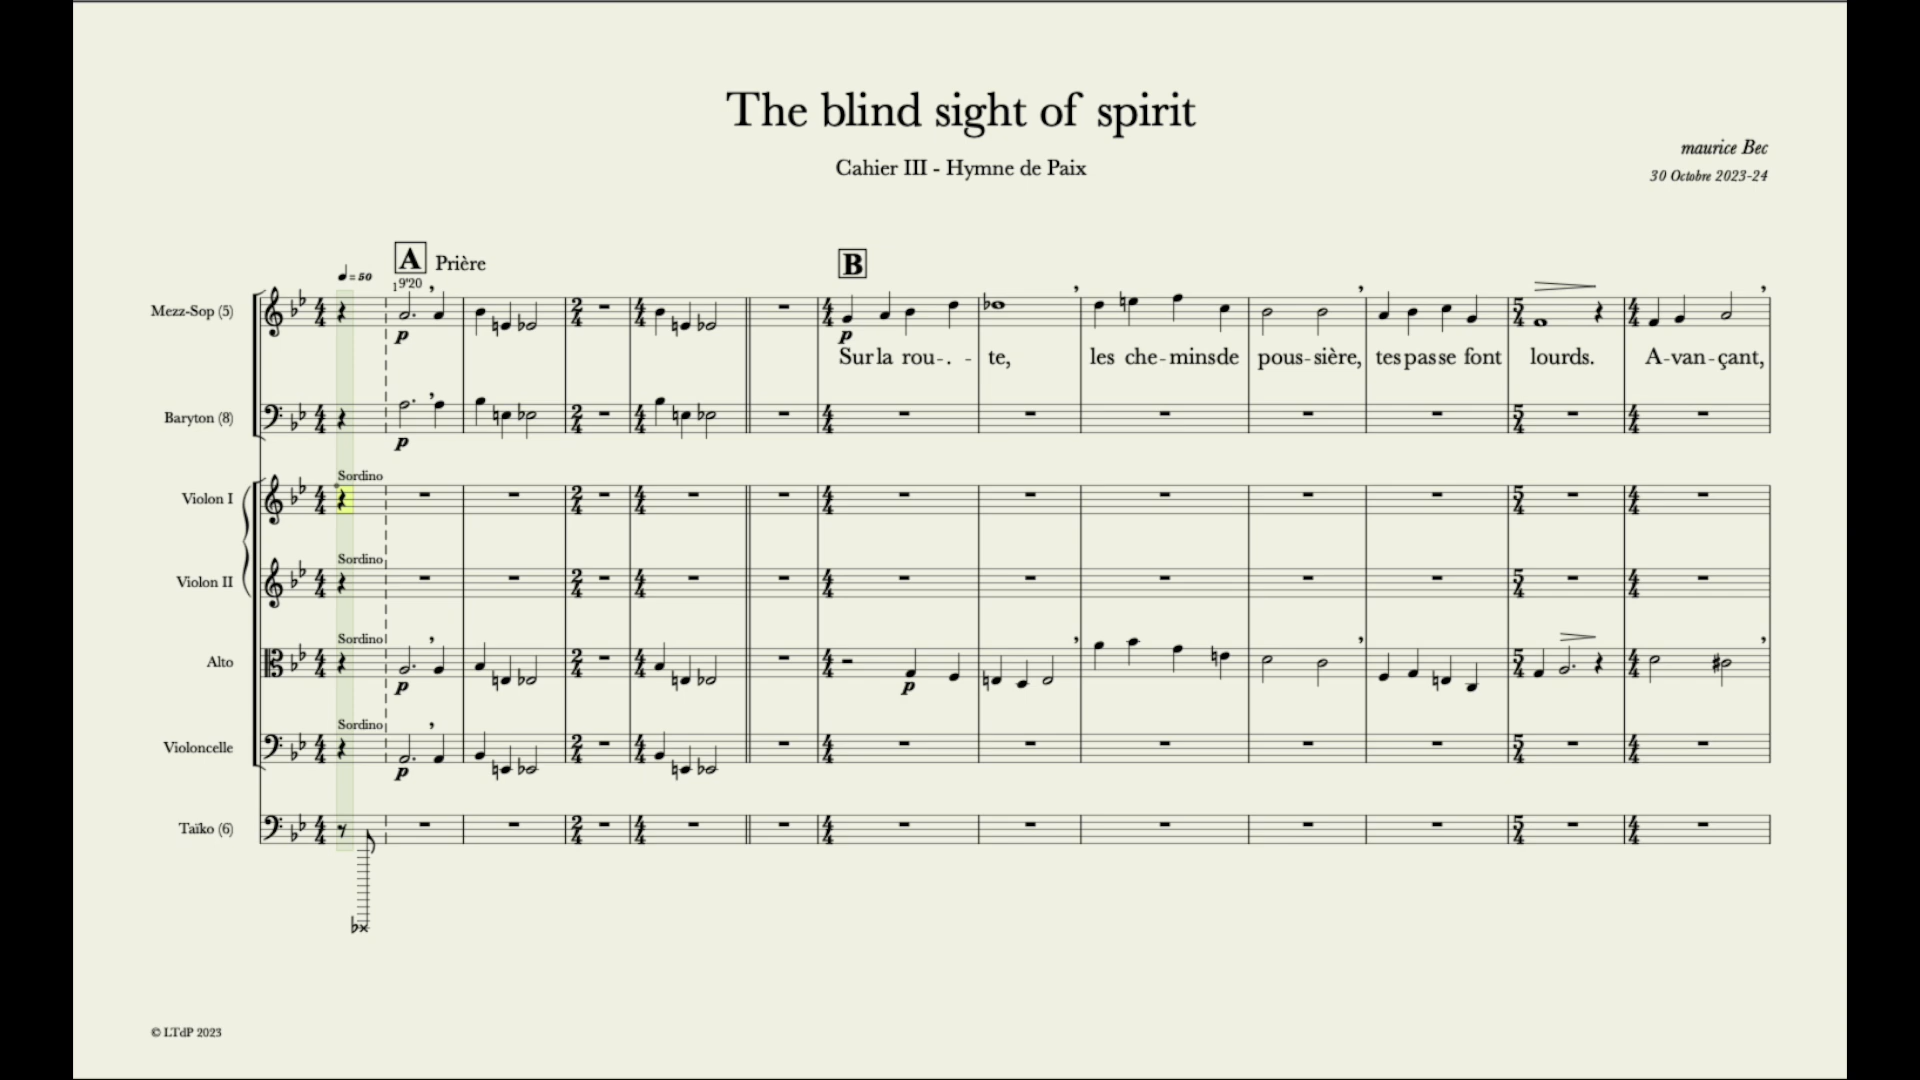 The blind sight of spirit
Cahier III - Hymne de Paix
maurice Bec
30 Octobre 2023-24
A Prière
B
♩ = 50
1 9"20
Mezz-Sop (5)
p
p
Sur la rou-. - te, les che-minsde pous-sière, tes passe font lourds. A-van-çant,
Baryton (8)
p
Sordino
Violon I
Sordino
Violon II
Sordino
Alto
p
p
Sordino
Violoncelle
p
Taïko (6)
© LTdP 2023